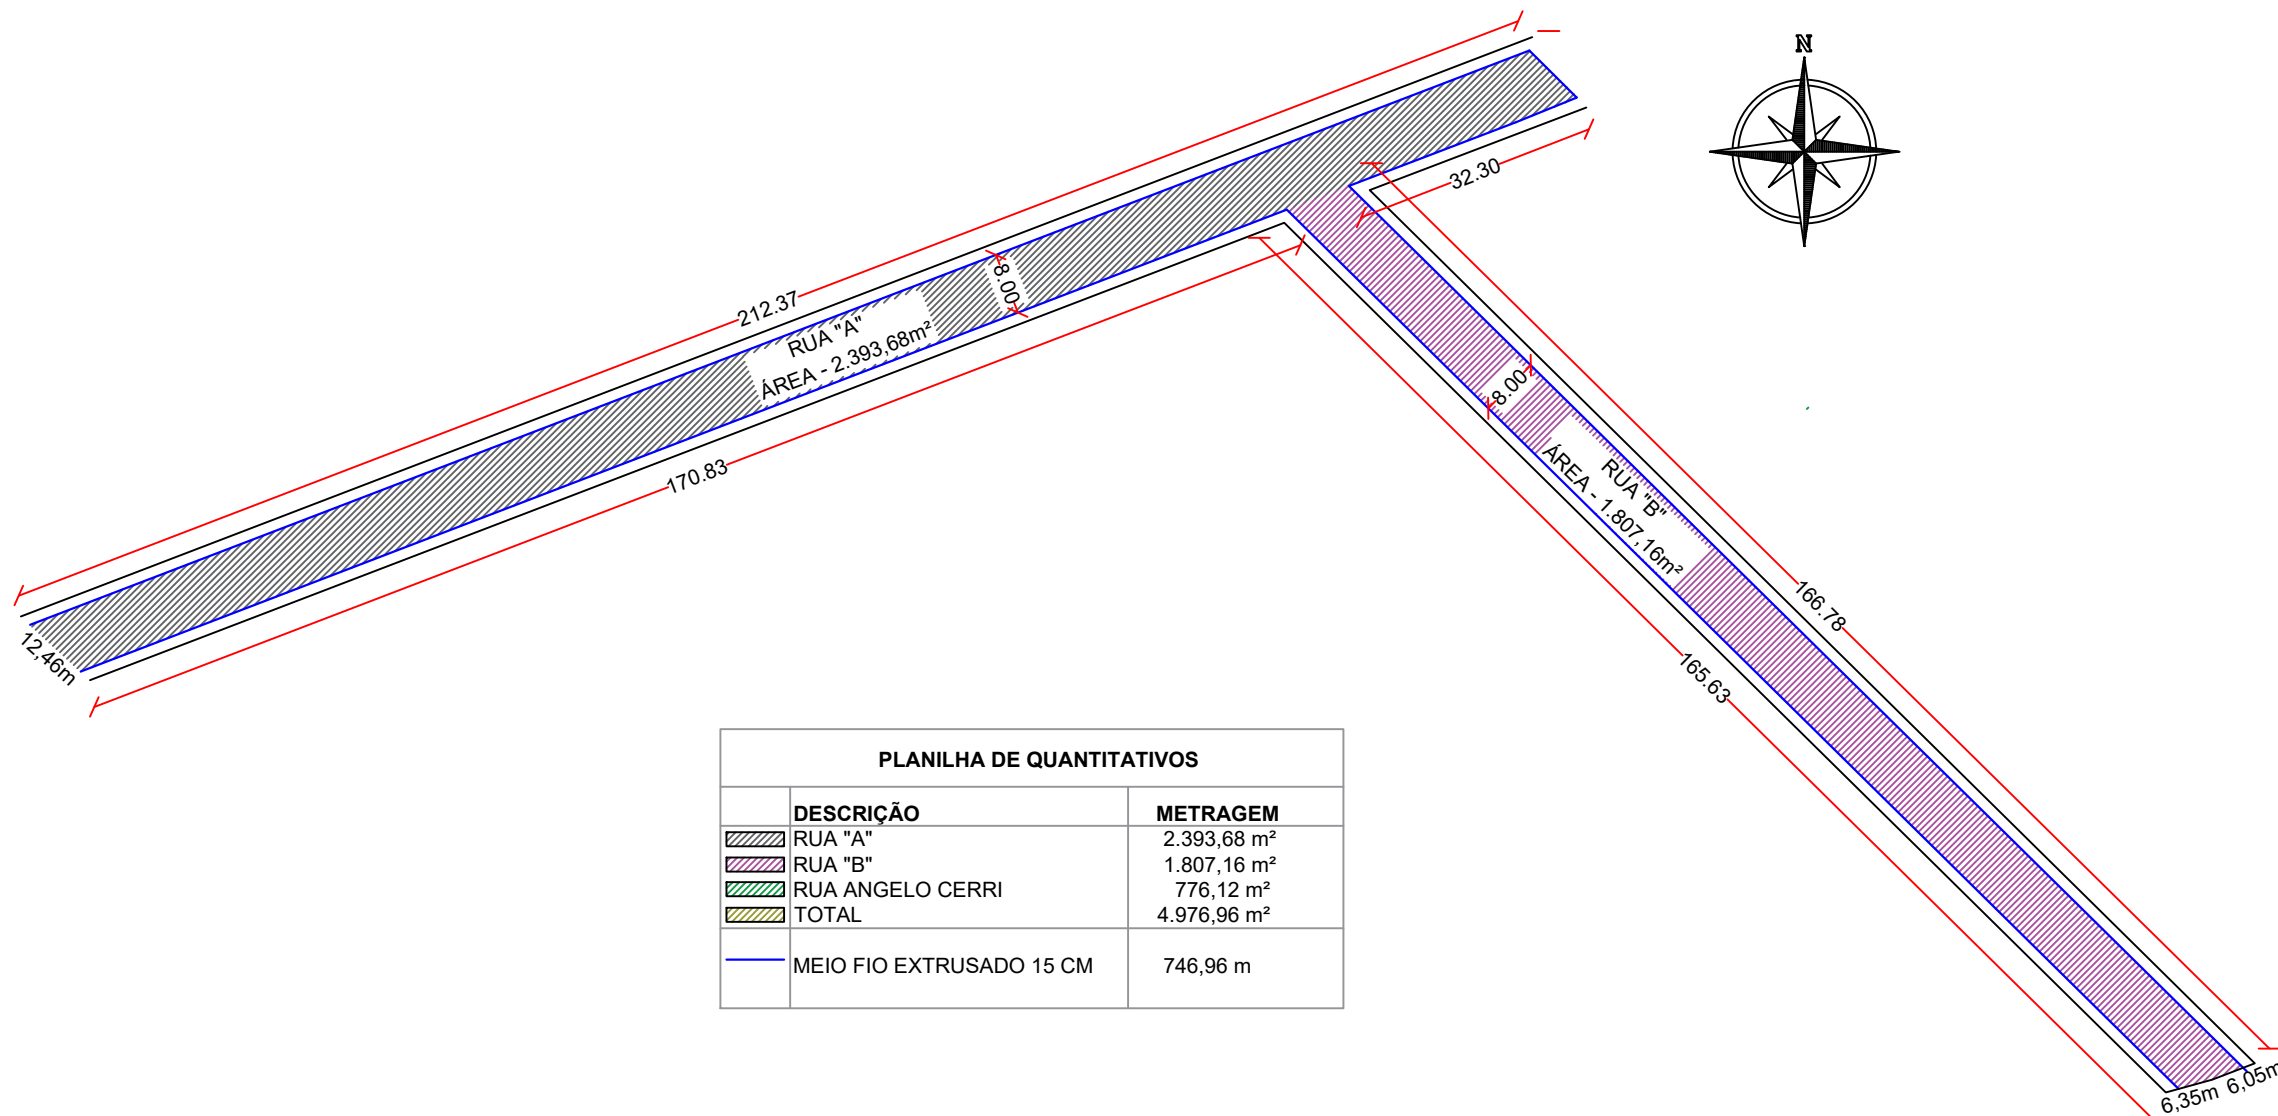 N
32.30
8.00
212.37
RUA "A"
ÁREA - 2.393,68m²
170.83
8.00
RUA "B"
ÁREA - 1.807,16m²
166.78
165.63
12,46m
6,35m
6,05m
PLANILHA DE QUANTITATIVOS
DESCRIÇÃO METRAGEM
RUA "A" 2.393,68 m²
RUA "B" 1.807,16 m²
RUA ANGELO CERRI 776,12 m²
TOTAL 4.976,96 m²
MEIO FIO EXTRUSADO 15 CM 746,96 m